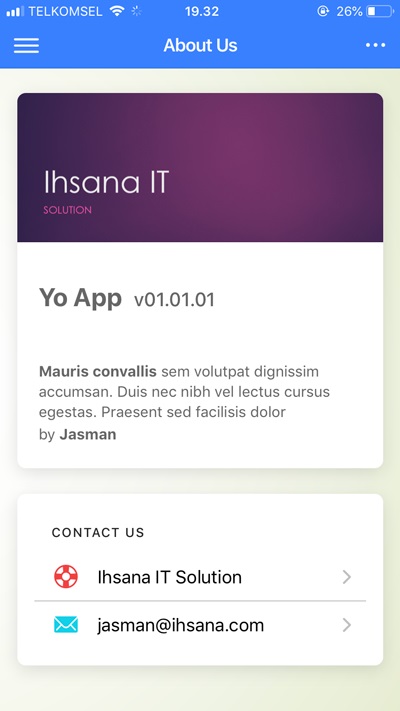 TELKOMSEL 19.32 26%
About Us
Ihsana IT
SOLUTION
Yo App v01.01.01
Mauris convallis sem volutpat dignissim
accumsan. Duis nec nibh vel lectus cursus
egestas. Praesent sed facilisis dolor
by Jasman
CONTACT US
Ihsana IT Solution
jasman@ihsana.com